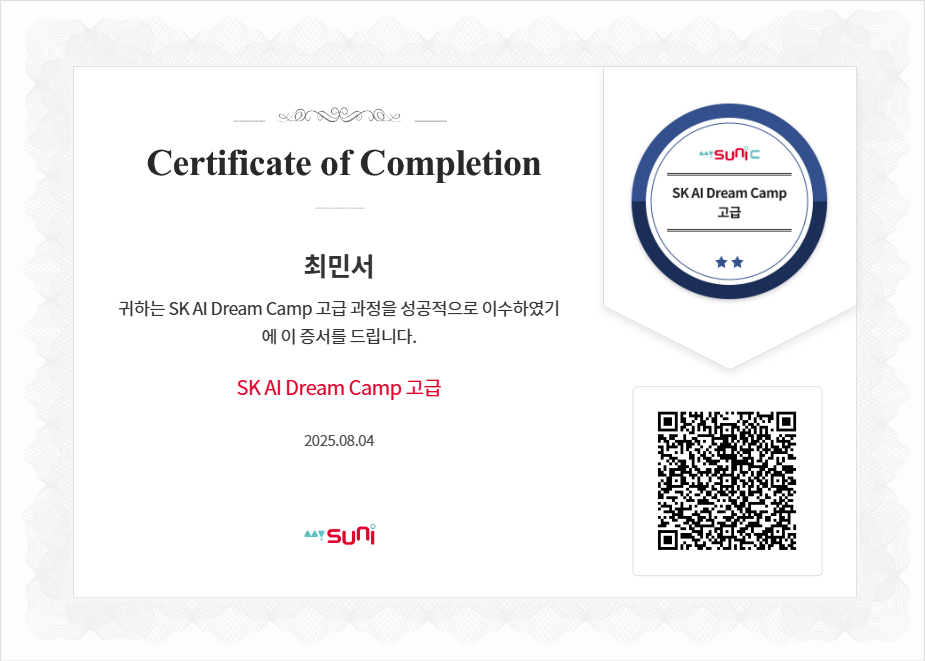 Certificate of Completion
최민서
귀하는 SK AI Dream Camp 고급 과정을 성공적으로 이수하였기
에 이 증서를 드립니다.
SK AI Dream Camp 고급
2025.08.04
mySUNI
mySUNI C
SK AI Dream Camp
고급